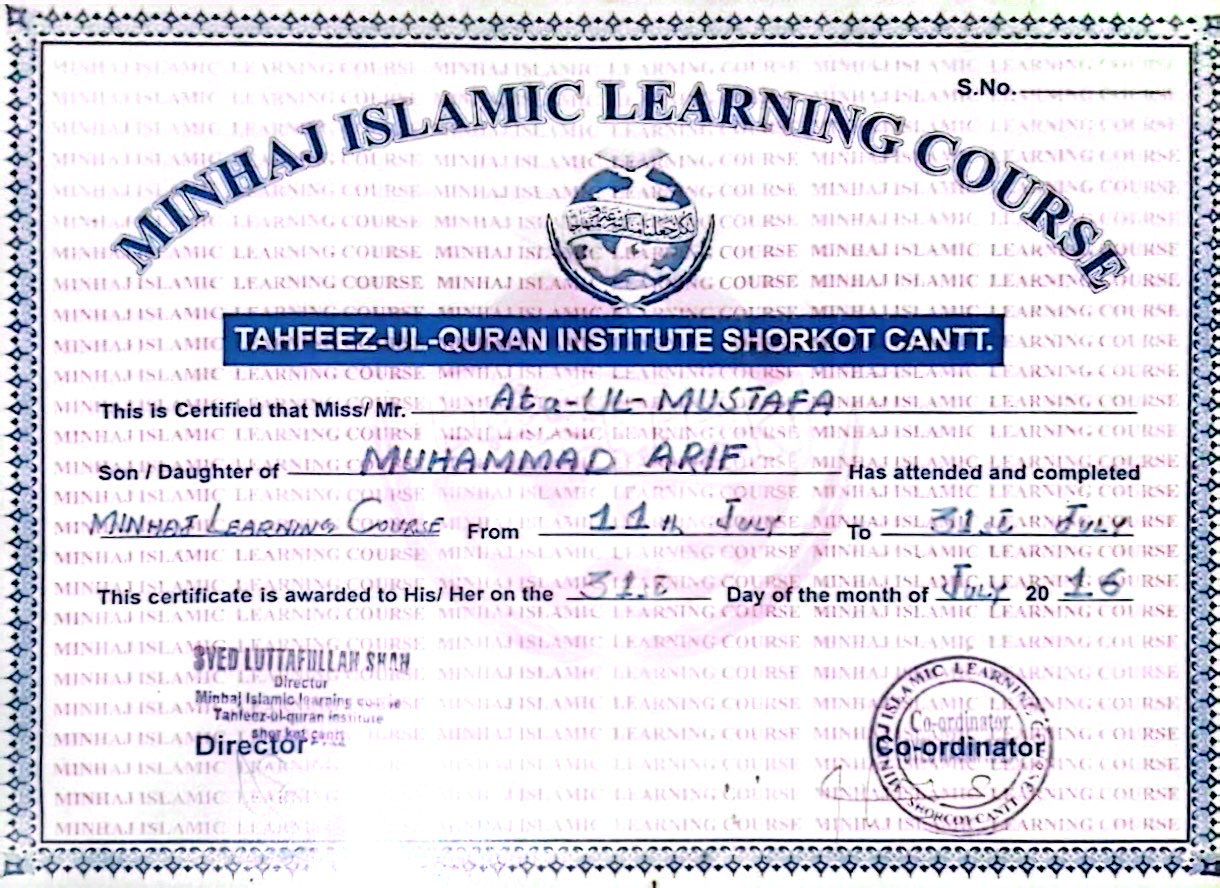 S.No.
MINHAJ ISLAMIC LEARNING COURSE
TAHFEEZ-UL-QURAN INSTITUTE SHORKOT CANTT.
This is Certified that Miss/ Mr. Ata-UL-MUSTAFA
Son / Daughter of MUHAMMAD ARIF Has attended and completed
MINHAJ LEARNING COURSE From 11th July To 31st July
This certificate is awarded to His/ Her on the 31st Day of the month of July 20 16
SYED LUTTAFULLAH SHAH
Director
Minhaj Islamic learning course
Tahfeez-ul-quran institute
shor kot cantt
Director
Co-ordinator
Co-ordinator